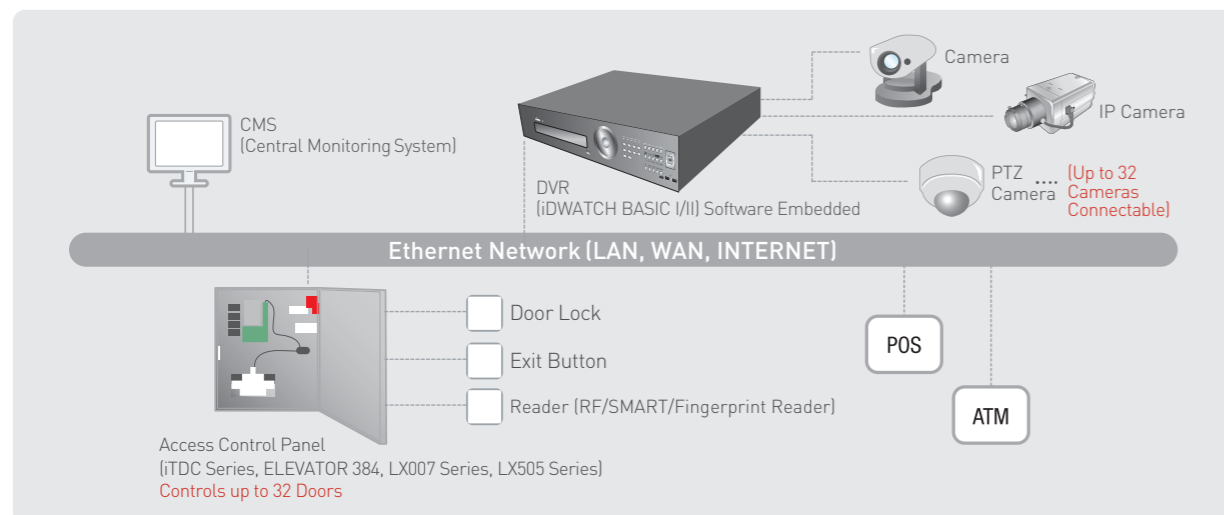 Camera
IP Camera
CMS
(Central Monitoring System)
PTZ ....
Camera
(Up to 32
Cameras
Connectable)
DVR
(iDWATCH BASIC I/II) Software Embedded
Ethernet Network (LAN, WAN, INTERNET)
Door Lock
Exit Button
Reader (RF/SMART/Fingerprint Reader)
POS
ATM
Access Control Panel
(iTDC Series, ELEVATOR 384, LX007 Series, LX505 Series)
Controls up to 32 Doors